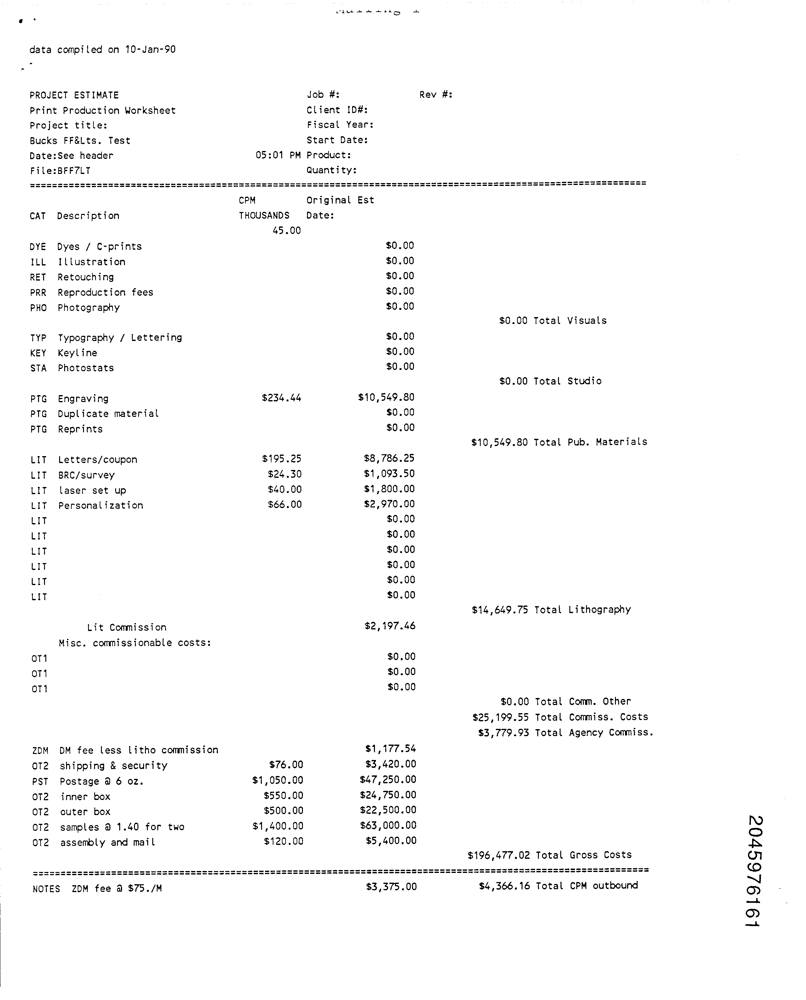 data compiled on 10-Jan-90
PROJECT ESTIMATE Job #: Rev #:
Print Production Worksheet Client ID#:
Project title: Fiscal Year:
Bucks FF&Lts. Test Start Date:
Date:See header 05:01 PM Product:
File:BFF7LT Quantity:
CPM Original Est
CAT Description THOUSANDS Date:
45.00
DYE Dyes / C-prints $0.00
ILL Illustration $0.00
RET Retouching $0.00
PRR Reproduction fees $0.00
PHO Photography $0.00
$0.00 Total Visuals
TYP Typography / Lettering $0.00
KEY Keyline $0.00
STA Photostats $0.00
$0.00 Total Studio
PTG Engraving $234.44 $10,549.80
PTG Duplicate material $0.00
PTG Reprints $0.00
$10,549.80 Total Pub. Materials
LIT Letters/coupon $195.25 $8,786.25
LIT BRC/survey $24.30 $1,093.50
LIT laser set up $40.00 $1,800.00
LIT Personalization $66.00 $2,970.00
LIT $0.00
LIT $0.00
LIT $0.00
LIT $0.00
LIT $0.00
LIT $0.00
$14,649.75 Total Lithography
Lit Commission $2,197.46
Misc. commissionable costs:
OT1 $0.00
OT1 $0.00
OT1 $0.00
$0.00 Total Comm. Other
$25,199.55 Total Commiss. Costs
$3,779.93 Total Agency Commiss.
ZDM DM fee less litho commission $1,177.54
OT2 shipping & security $76.00 $3,420.00
PST Postage @ 6 oz. $1,050.00 $47,250.00
OT2 inner box $550.00 $24,750.00
OT2 outer box $500.00 $22,500.00
OT2 samples @ 1.40 for two $1,400.00 $63,000.00
OT2 assembly and mail $120.00 $5,400.00
$196,477.02 Total Gross Costs
NOTES ZDM fee @ $75./M $3,375.00 $4,366.16 Total CPM outbound
2045976161